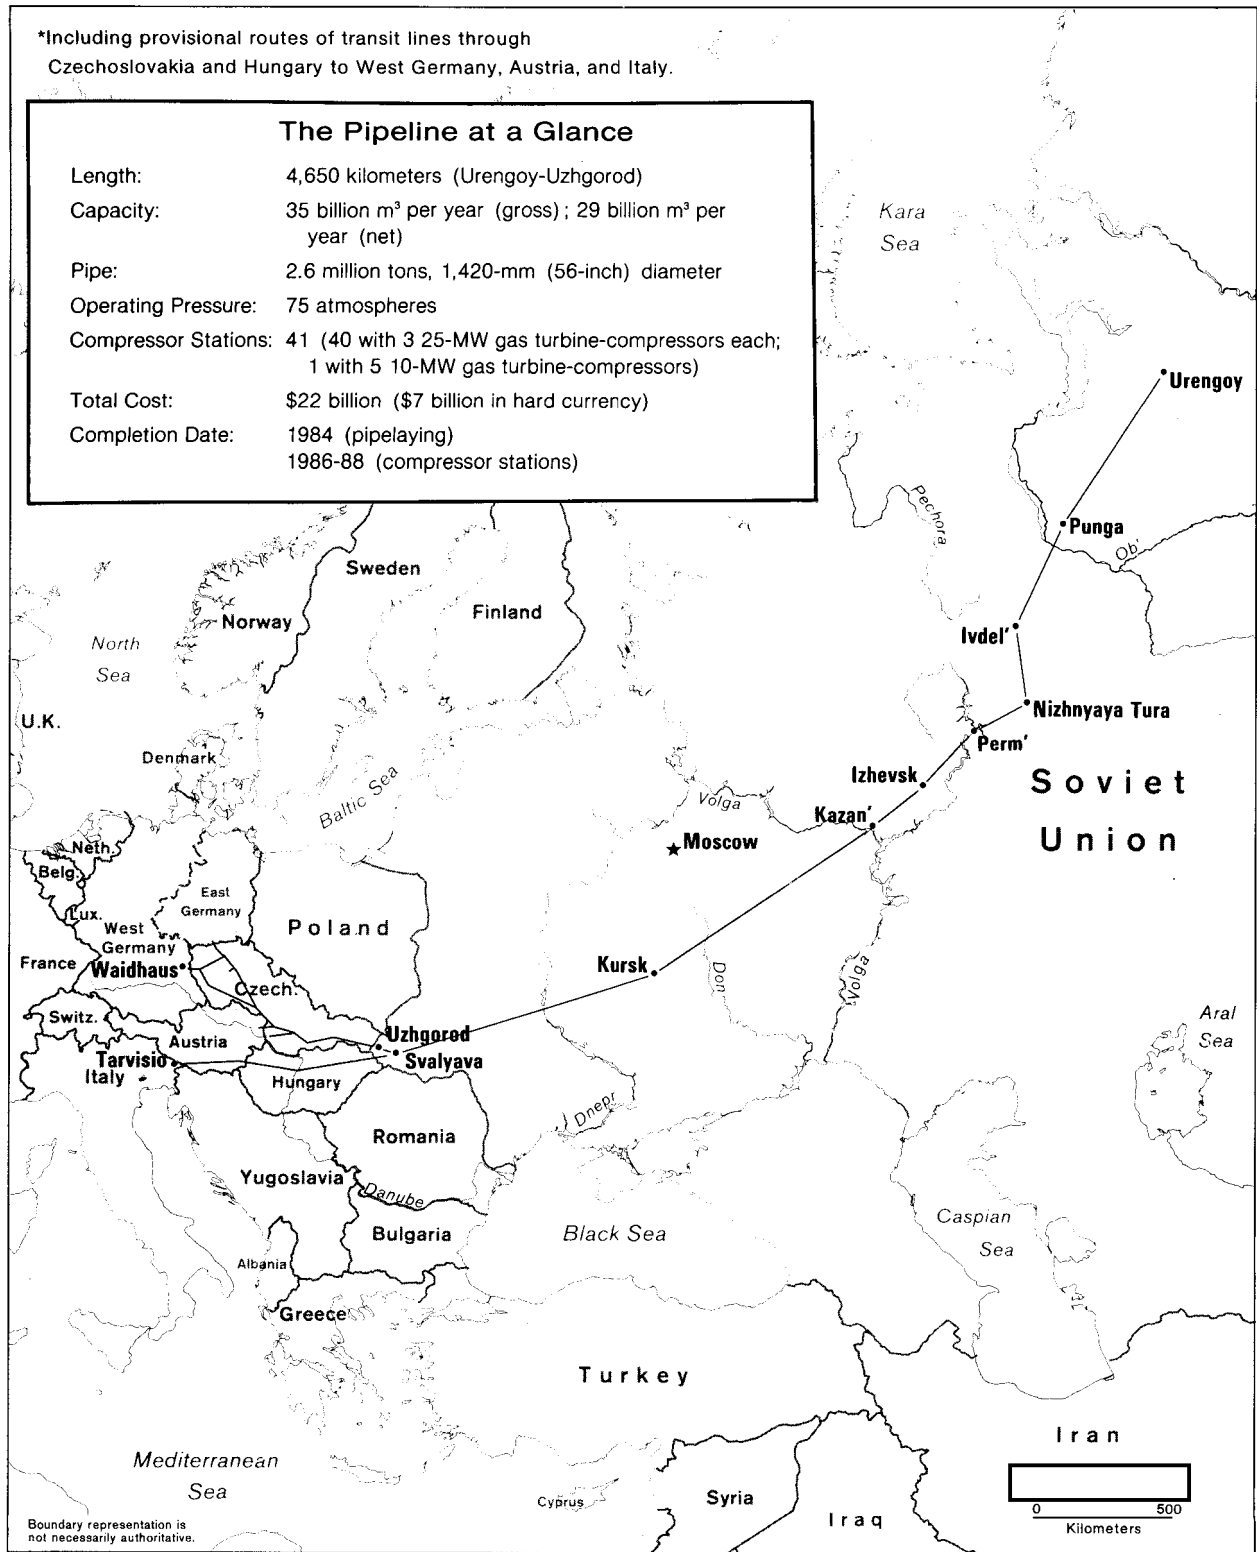 *Including provisional routes of transit lines through
Czechoslovakia and Hungary to West Germany, Austria, and Italy.
The Pipeline at a Glance
Length: 4,650 kilometers (Urengoy-Uzhgorod)
Capacity: 35 billion m³ per year (gross); 29 billion m³ per
year (net)
Pipe: 2.6 million tons, 1,420-mm (56-inch) diameter
Operating Pressure: 75 atmospheres
Compressor Stations: 41 (40 with 3 25-MW gas turbine-compressors each;
1 with 5 10-MW gas turbine-compressors)
Total Cost: $22 billion ($7 billion in hard currency)
Completion Date: 1984 (pipelaying)
1986-88 (compressor stations)
Kara
Sea
Urengoy
Pechora
Punga
Ob'
Sweden
Norway
Finland
Ivdel'
North
Sea
U.K.
Nizhnyaya Tura
Perm'
Denmark
Baltic Sea
Izhevsk
Soviet
Union
Volga
Kazan'
Moscow
Neth.
Belg.
Lux.
East
Germany
West
Germany
Poland
France
Waidhaus
Czech.
Kursk
Don
Volga
Switz.
Austria
Uzhgorod
Svalyava
Tarvisio
Italy
Hungary
Aral
Sea
Dnepr
Romania
Yugoslavia
Danube
Bulgaria
Black Sea
Caspian
Sea
Albania
Greece
Turkey
Iran
Mediterranean
Sea
Cyprus
Syria
Iraq
0 500
Kilometers
Boundary representation is
not necessarily authoritative.